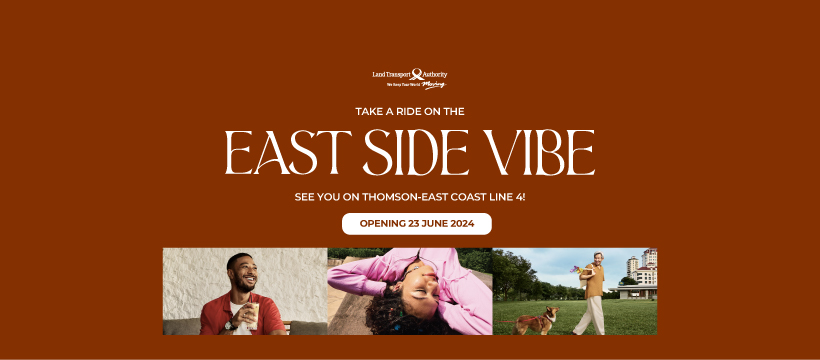 Land Transport Authority
We Keep Your World Moving
TAKE A RIDE ON THE
EAST SIDE VIBE
SEE YOU ON THOMSON-EAST COAST LINE 4!
OPENING 23 JUNE 2024